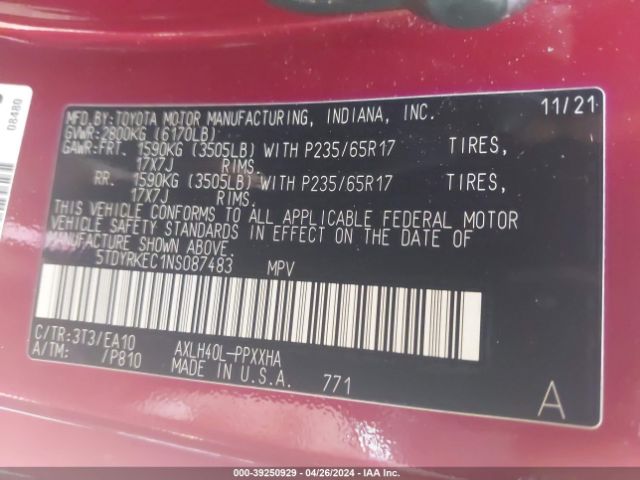 08480
MFD.BY:TOYOTA MOTOR MANUFACTURING, INDIANA, INC. 11/21
GVWR:2800KG (6170LB)
GAWR:FRT. 1590KG (3505LB) WITH P235/65R17 TIRES,
17X7J RIMS.
RR. 1590KG (3505LB) WITH P235/65R17 TIRES,
17X7J RIMS.
THIS VEHICLE CONFORMS TO ALL APPLICABLE FEDERAL MOTOR
VEHICLE SAFETY STANDARDS IN EFFECT ON THE DATE OF
MANUFACTURE SHOWN ABOVE.
5TDYRKEC1NS087483 MPV
C/TR:3T3/EA10 AXLH40L-PPXXHA
A/TM: /P810 MADE IN U.S.A. 771 A
000-39250929 - 04/26/2024 - IAA Inc.